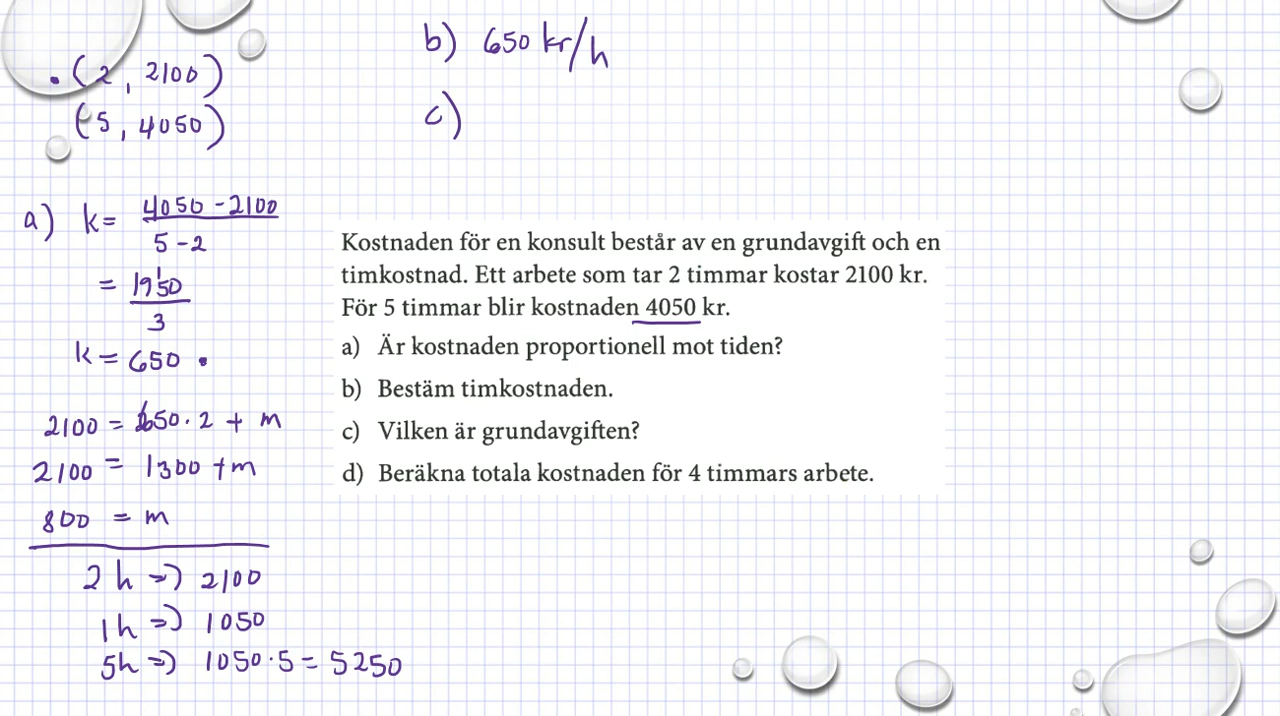 (2, 2100)
(5, 4050)
a) k = 4050 - 2100
5 - 2
= 1950
3
k = 650
2100 = 650 · 2 + m
2100 = 1300 + m
800 = m
2h => 2100
1h => 1050
5h => 1050 · 5 = 5250
b) 650 kr/h
c)
Kostnaden för en konsult består av en grundavgift och en
timkostnad. Ett arbete som tar 2 timmar kostar 2100 kr.
För 5 timmar blir kostnaden 4050 kr.
a) Är kostnaden proportionell mot tiden?
b) Bestäm timkostnaden.
c) Vilken är grundavgiften?
d) Beräkna totala kostnaden för 4 timmars arbete.